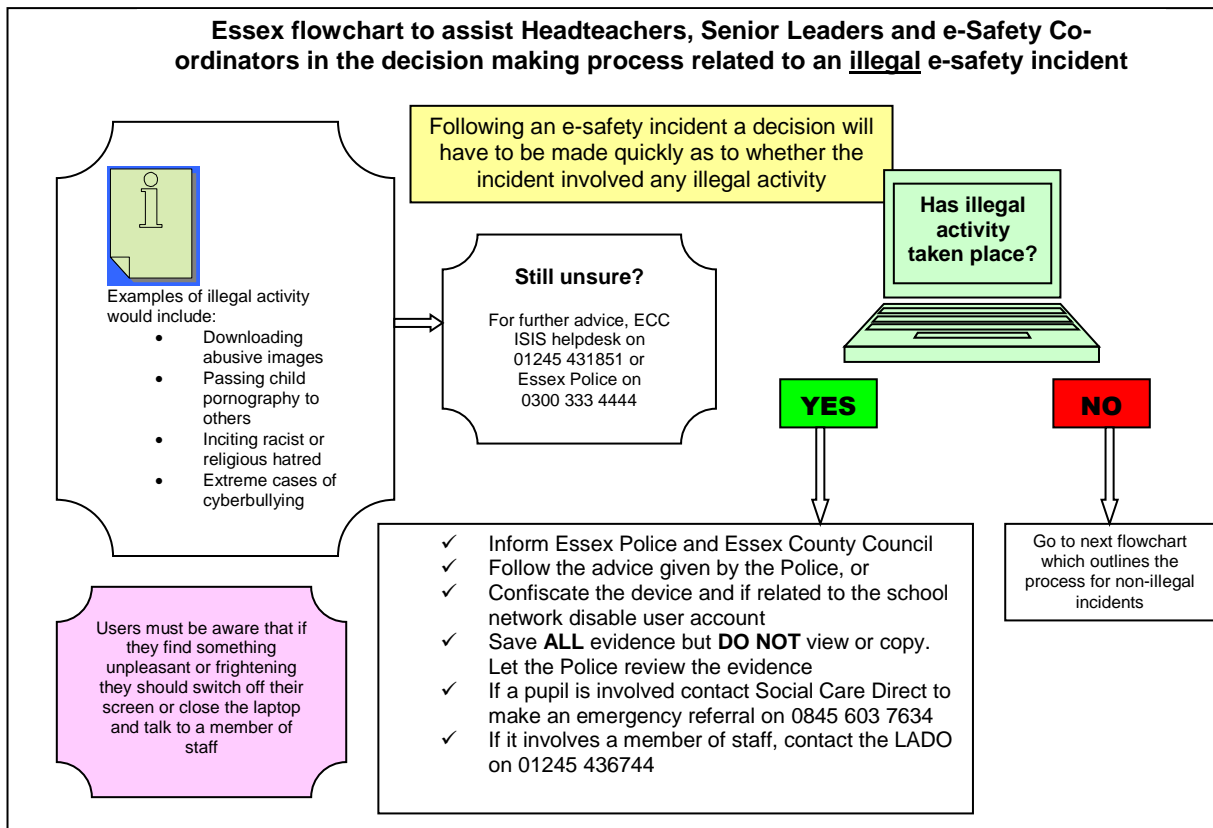 Essex flowchart to assist Headteachers, Senior Leaders and e-Safety Co-
ordinators in the decision making process related to an illegal e-safety incident
Following an e-safety incident a decision will
have to be made quickly as to whether the
incident involved any illegal activity
i
Examples of illegal activity
would include:
• Downloading
abusive images
• Passing child
pornography to
others
• Inciting racist or
religious hatred
• Extreme cases of
cyberbullying
Still unsure?
For further advice, ECC
ISIS helpdesk on
01245 431851 or
Essex Police on
0300 333 4444
Has illegal
activity
taken place?
YES
NO
✓ Inform Essex Police and Essex County Council
✓ Follow the advice given by the Police, or
✓ Confiscate the device and if related to the school
network disable user account
✓ Save ALL evidence but DO NOT view or copy.
Let the Police review the evidence
✓ If a pupil is involved contact Social Care Direct to
make an emergency referral on 0845 603 7634
✓ If it involves a member of staff, contact the LADO
on 01245 436744
Go to next flowchart
which outlines the
process for non-illegal
incidents
Users must be aware that if
they find something
unpleasant or frightening
they should switch off their
screen or close the laptop
and talk to a member of
staff